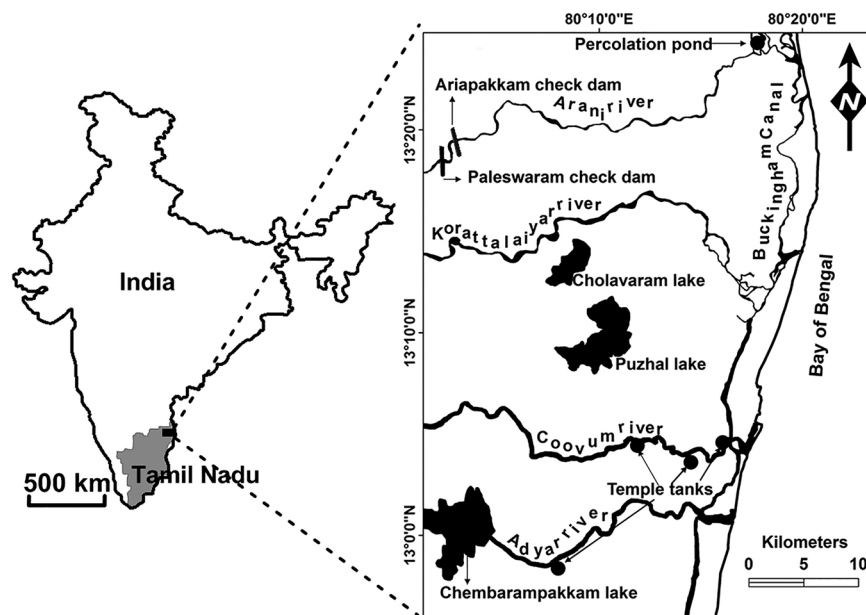 80°10'0"E
80°20'0"E
Percolation pond
Ariapakkam check dam
Arani river
N
13°20'0"N
Paleswaram check dam
Buckingham Canal
Korattalaiyar river
India
Cholavaram lake
Bay of Bengal
13°10'0"N
Puzhal lake
Coovum river
Tamil Nadu
500 km
Temple tanks
Adyar river
13°0'0"N
Kilometers
0 5 10
Chembarampakkam lake